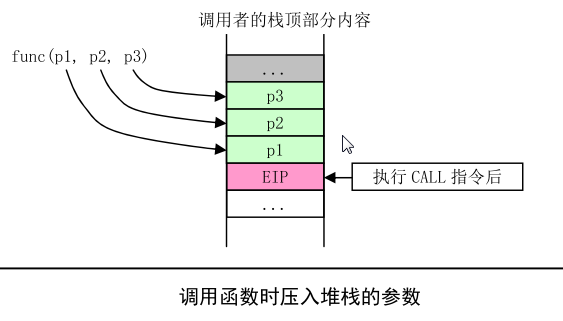 调用者的栈顶部分内容
func(p1, p2, p3)
...
p3
p2
p1
EIP
执行 CALL 指令后
...
调用函数时压入堆栈的参数